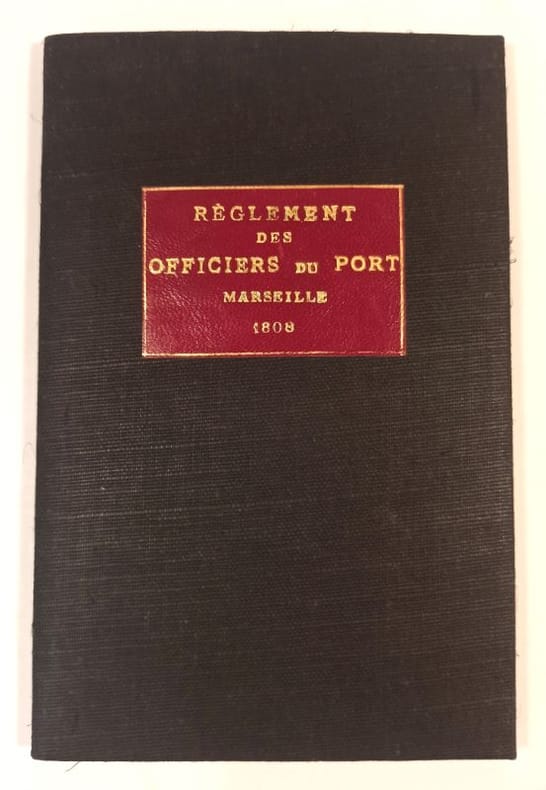 RÈGLEMENT
DES
OFFICIERS DU PORT
MARSEILLE
1808